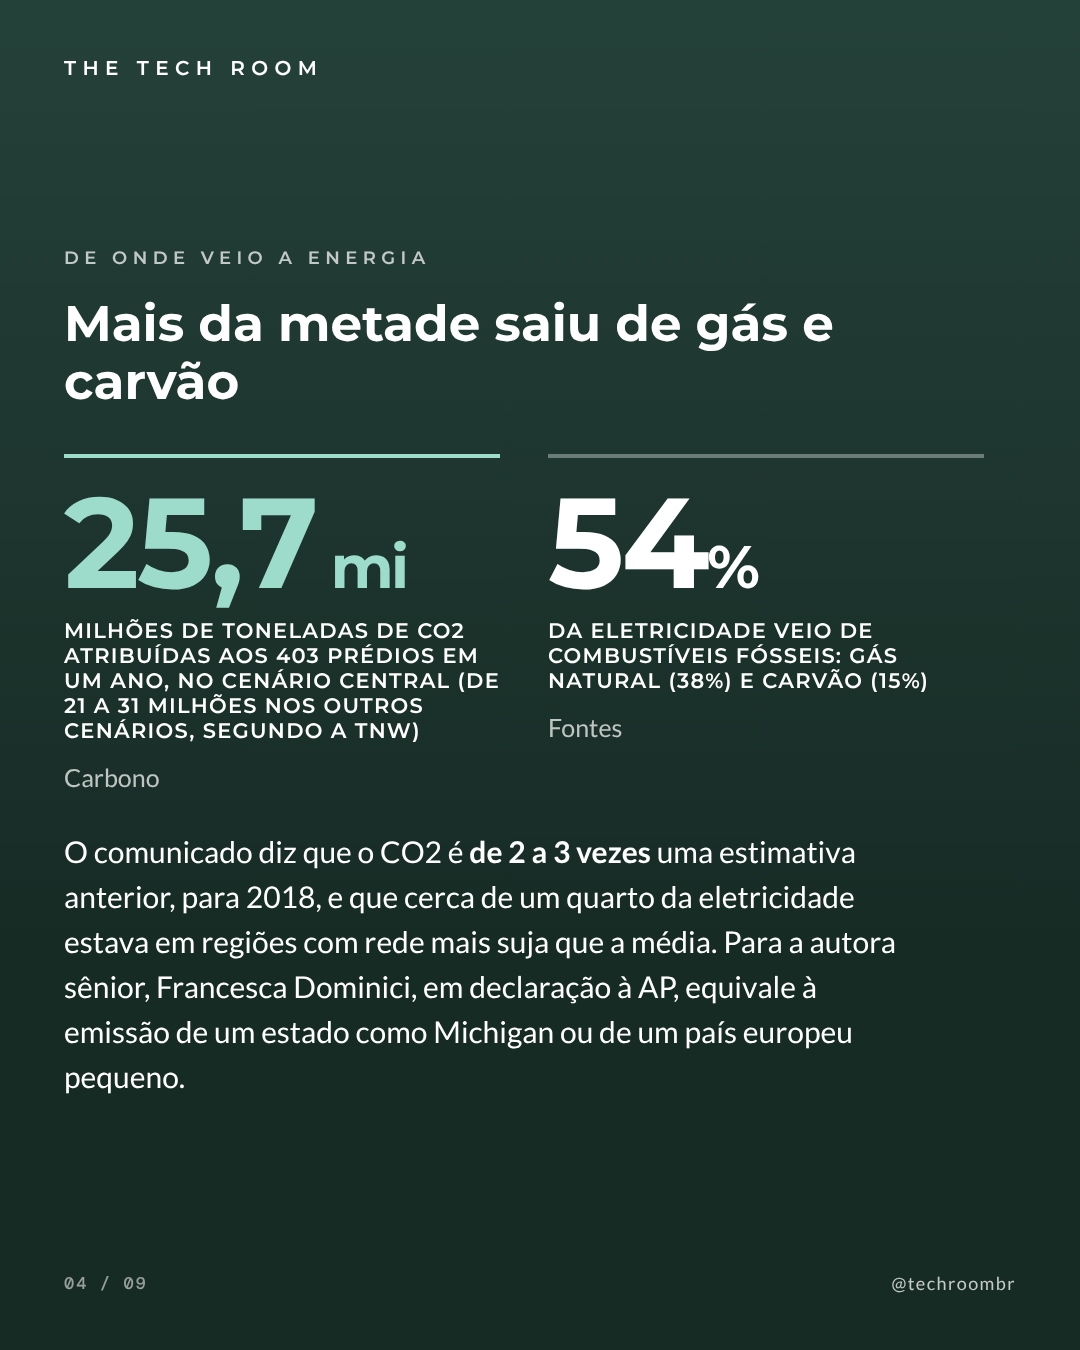 THE TECH ROOM
DE ONDE VEIO A ENERGIA
Mais da metade saiu de gás e
carvão
25,7 mi
MILHÕES DE TONELADAS DE CO2
ATRIBUÍDAS AOS 403 PRÉDIOS EM
UM ANO, NO CENÁRIO CENTRAL (DE
21 A 31 MILHÕES NOS OUTROS
CENÁRIOS, SEGUNDO A TNW)
Carbono
54%
DA ELETRICIDADE VEIO DE
COMBUSTÍVEIS FÓSSEIS: GÁS
NATURAL (38%) E CARVÃO (15%)
Fontes
O comunicado diz que o CO2 é de 2 a 3 vezes uma estimativa
anterior, para 2018, e que cerca de um quarto da eletricidade
estava em regiões com rede mais suja que a média. Para a autora
sênior, Francesca Dominici, em declaração à AP, equivale à
emissão de um estado como Michigan ou de um país europeu
pequeno.
04 / 09
@techroombr